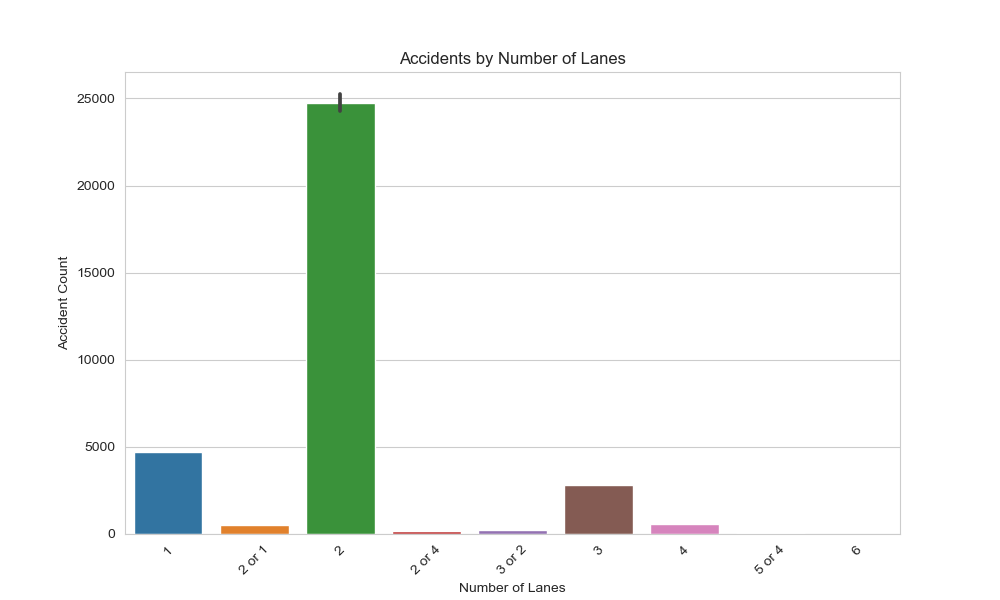 Accidents by Number of Lanes
Accident Count
25000
20000
15000
10000
5000
0
1
2 or 1
2
2 or 4
3 or 2
3
4
5 or 4
6
Number of Lanes